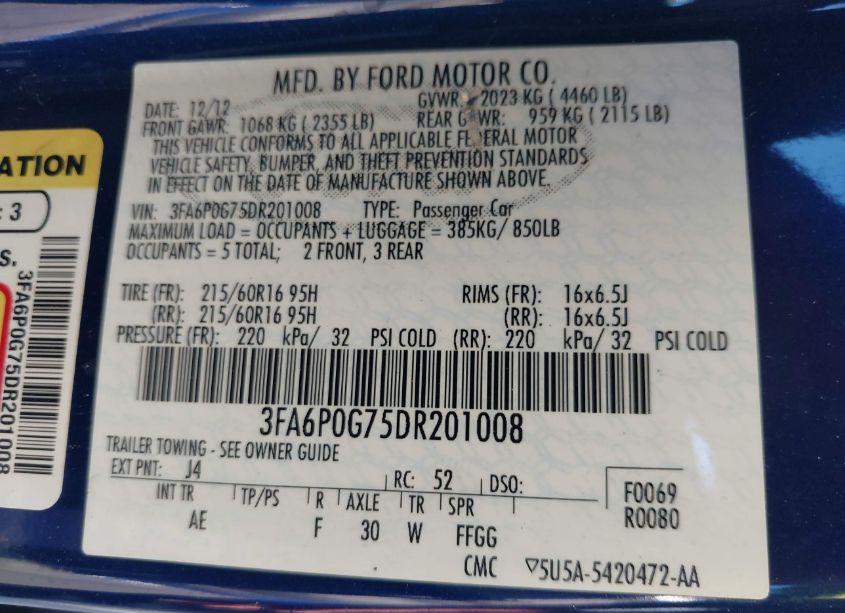 MFD. BY FORD MOTOR CO.
DATE: 12/12 GVWR: 2023 KG ( 4460 LB)
FRONT GAWR: 1068 KG ( 2355 LB) REAR GAWR: 959 KG ( 2115 LB)
THIS VEHICLE CONFORMS TO ALL APPLICABLE FEDERAL MOTOR
VEHICLE SAFETY, BUMPER, AND THEFT PREVENTION STANDARDS
IN EFFECT ON THE DATE OF MANUFACTURE SHOWN ABOVE.
VIN: 3FA6P0G75DR201008 TYPE: Passenger Car
MAXIMUM LOAD = OCCUPANTS + LUGGAGE = 385KG/ 850LB
OCCUPANTS = 5 TOTAL; 2 FRONT, 3 REAR
TIRE (FR): 215/60R16 95H RIMS (FR): 16x6.5J
(RR): 215/60R16 95H (RR): 16x6.5J
PRESSURE (FR): 220 kPa/ 32 PSI COLD (RR): 220 kPa/ 32 PSI COLD
3FA6P0G75DR201008
TRAILER TOWING - SEE OWNER GUIDE
EXT PNT: J4 RC: 52 DSO:
INT TR TP/PS R AXLE TR SPR
AE F 30 W FFGG
F0069
R0080
CMC ▽5U5A-5420472-AA
ATION
: 3
S.
3FA6P0G75DR201008